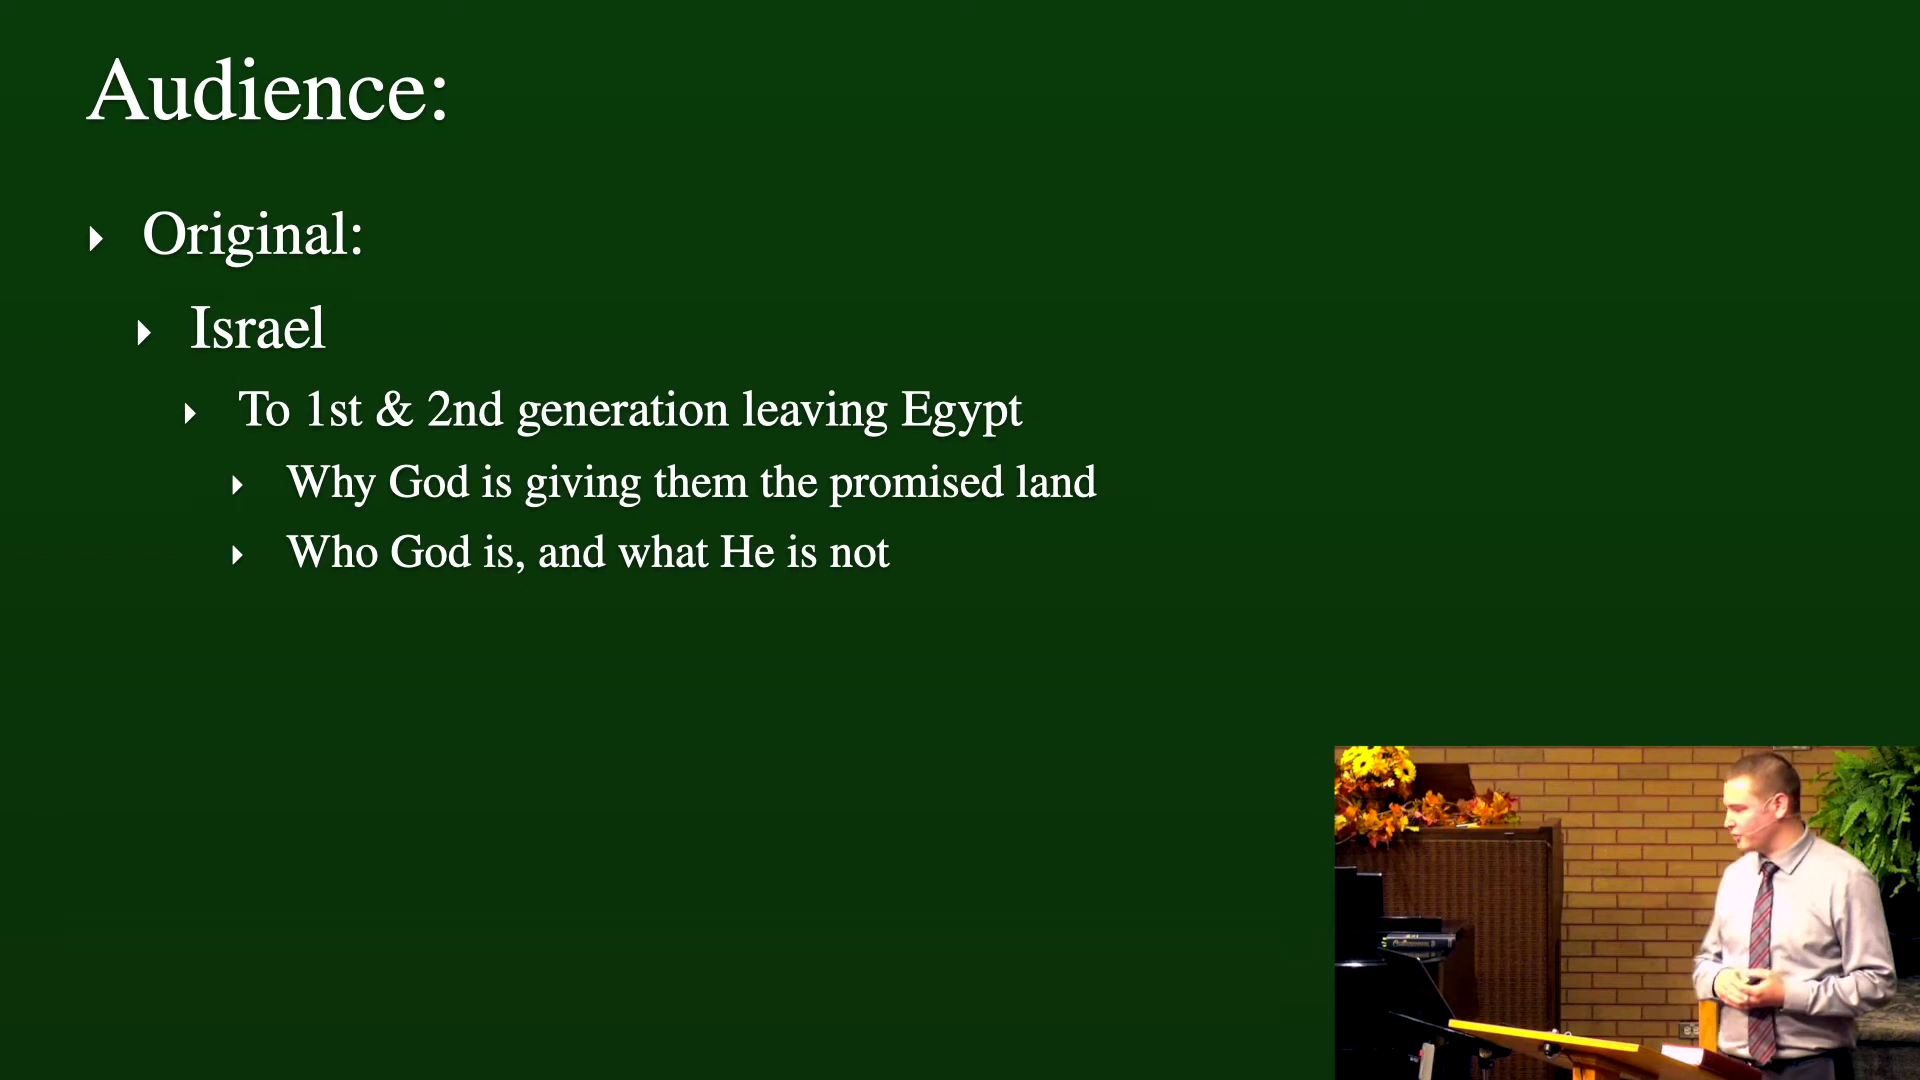 Audience:
Original:
Israel
To 1st & 2nd generation leaving Egypt
Why God is giving them the promised land
Who God is, and what He is not